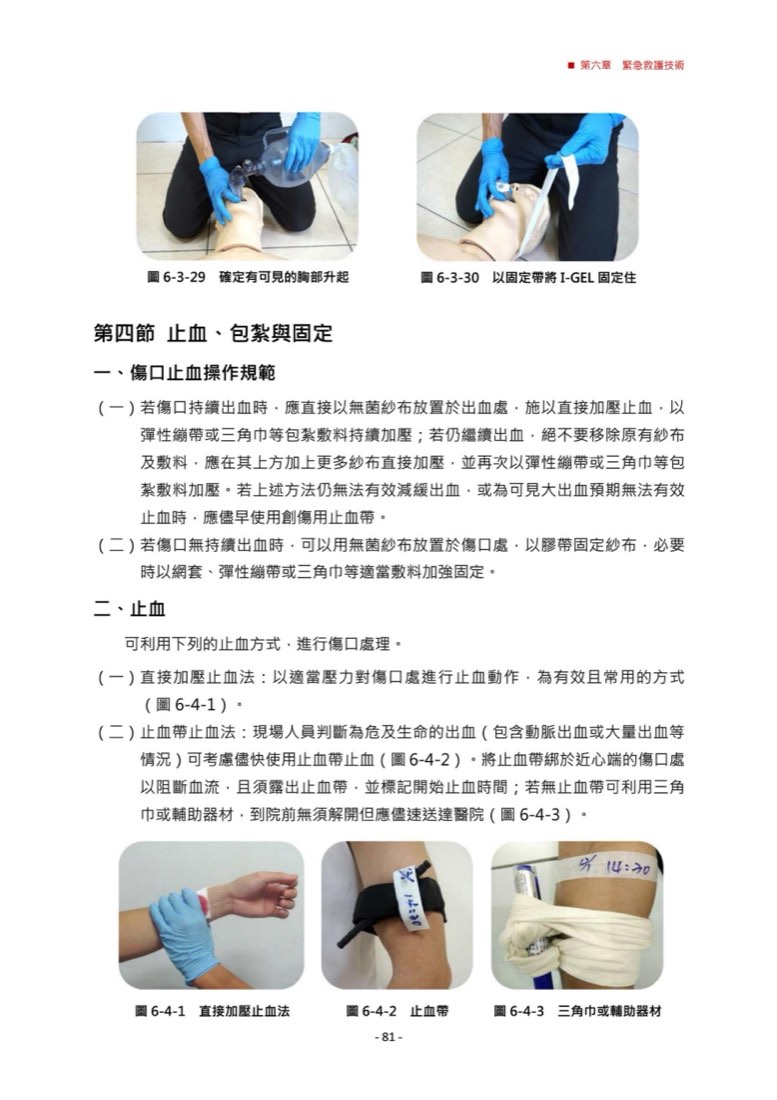 ■ 第六章 緊急救護技術
圖 6-3-29 確定有可見的胸部升起
圖 6-3-30 以固定帶將 I-GEL 固定住
第四節 止血、包紮與固定
一、傷口止血操作規範
（一）若傷口持續出血時，應直接以無菌紗布放置於出血處，施以直接加壓止血，以
彈性繃帶或三角巾等包紮敷料持續加壓；若仍繼續出血，絕不要移除原有紗布
及敷料，應在其上方加上更多紗布直接加壓，並再次以彈性繃帶或三角巾等包
紮敷料加壓。若上述方法仍無法有效減緩出血，或為可見大出血預期無法有效
止血時，應儘早使用創傷用止血帶。
（二）若傷口無持續出血時，可以用無菌紗布放置於傷口處，以膠帶固定紗布，必要
時以網套、彈性繃帶或三角巾等適當敷料加強固定。
二、止血
可利用下列的止血方式，進行傷口處理。
（一）直接加壓止血法：以適當壓力對傷口處進行止血動作，為有效且常用的方式
（圖 6-4-1）。
（二）止血帶止血法：現場人員判斷為危及生命的出血（包含動脈出血或大量出血等
情況）可考慮儘快使用止血帶止血（圖 6-4-2）。將止血帶綁於近心端的傷口處
以阻斷血流，且須露出止血帶，並標記開始止血時間；若無止血帶可利用三角
巾或輔助器材，到院前無須解開但應儘速送達醫院（圖 6-4-3）。
14:30
圖 6-4-1 直接加壓止血法
圖 6-4-2 止血帶
圖 6-4-3 三角巾或輔助器材
- 81 -